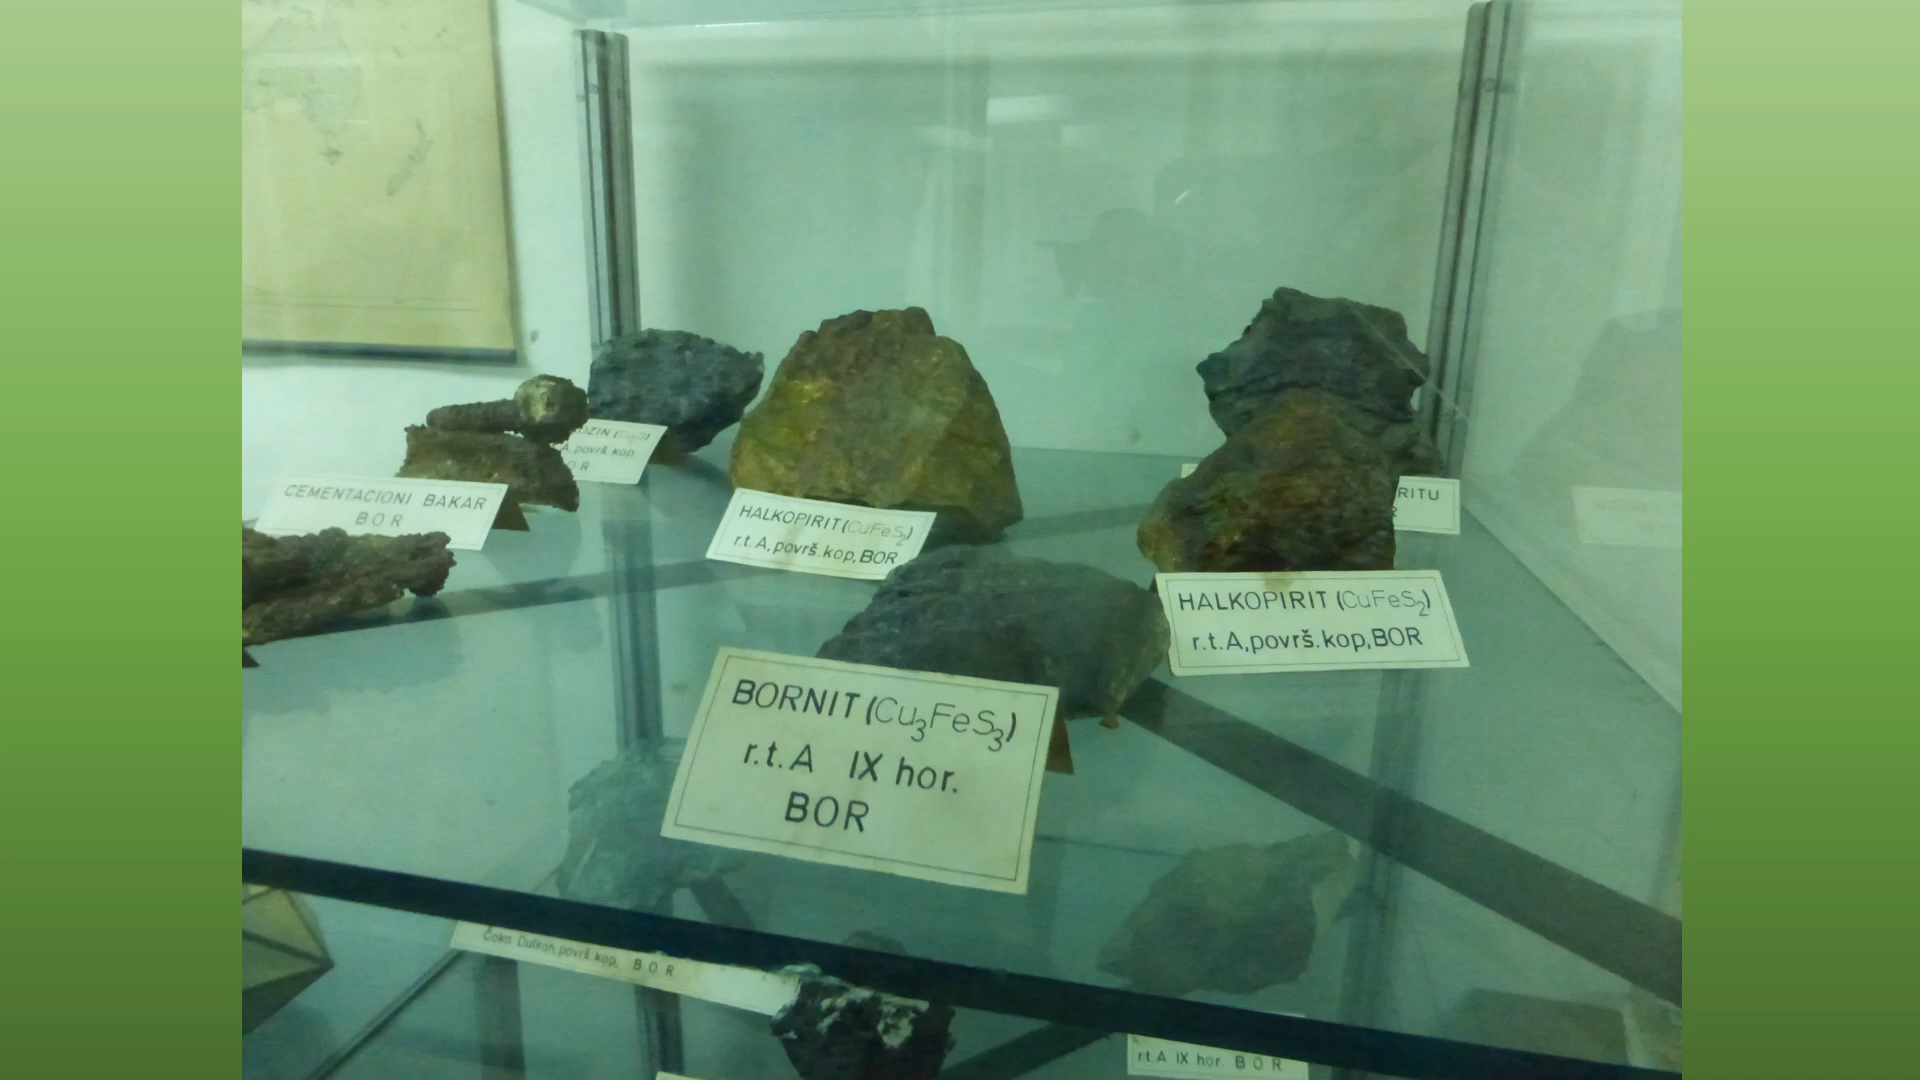 CEMENTACIONI BAKAR
BOR
A, površ. kop
HALKOPIRIT (CuFeS₂)
r.t. A, površ. kop, BOR
HALKOPIRIT (CuFeS₂)
r.t. A, površ. kop, BOR
BORNIT (Cu₃FeS₃)
r.t. A IX hor.
BOR
površ. kop, BOR
r.t. A IX hor. BOR